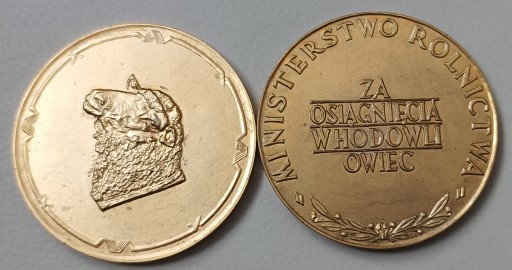 MINISTERSTWO ROLNICTWA
ZA
OSIĄGNIĘCIA
W HODOWLI
OWIEC